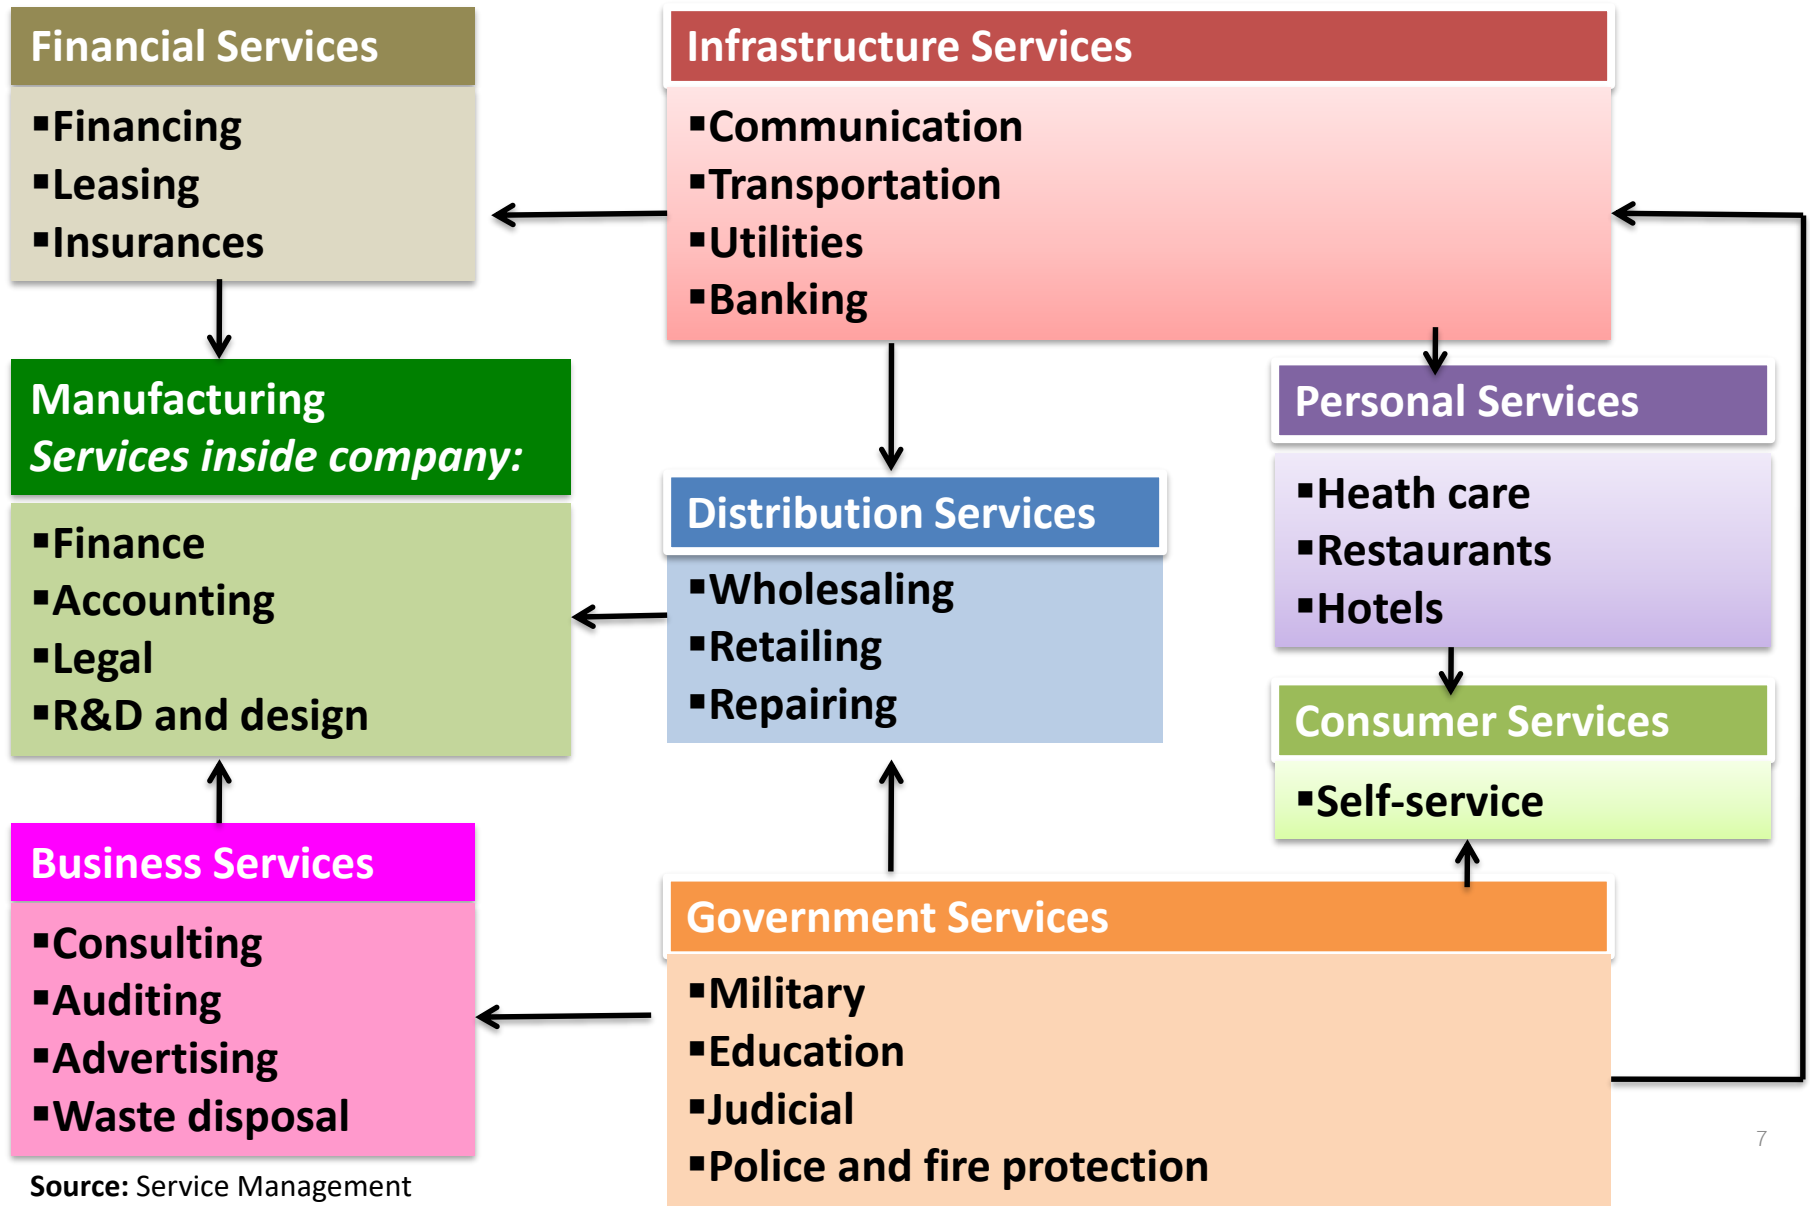 Financial Services
▪Financing
▪Leasing
▪Insurances
Infrastructure Services
▪Communication
▪Transportation
▪Utilities
▪Banking
Manufacturing
Services inside company:
▪Finance
▪Accounting
▪Legal
▪R&D and design
Distribution Services
▪Wholesaling
▪Retailing
▪Repairing
Personal Services
▪Heath care
▪Restaurants
▪Hotels
Consumer Services
▪Self-service
Business Services
▪Consulting
▪Auditing
▪Advertising
▪Waste disposal
Government Services
▪Military
▪Education
▪Judicial
▪Police and fire protection
7
Source: Service Management